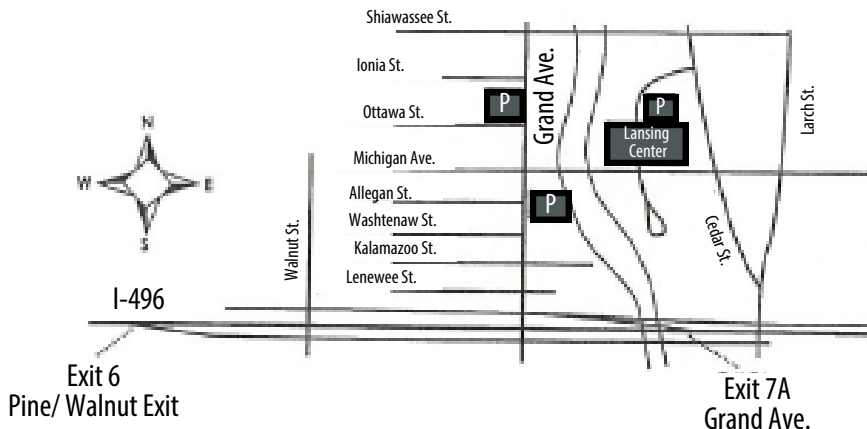 Shiawassee St.
Ionia St.
Grand Ave.
P
P
Ottawa St.
Larch St.
Lansing
Center
N
Michigan Ave.
W
E
Allegan St.
P
Washtenaw St.
S
Walnut St.
Cedar St.
Kalamazoo St.
Lenewee St.
I-496
Exit 6
Pine/ Walnut Exit
Exit 7A
Grand Ave.